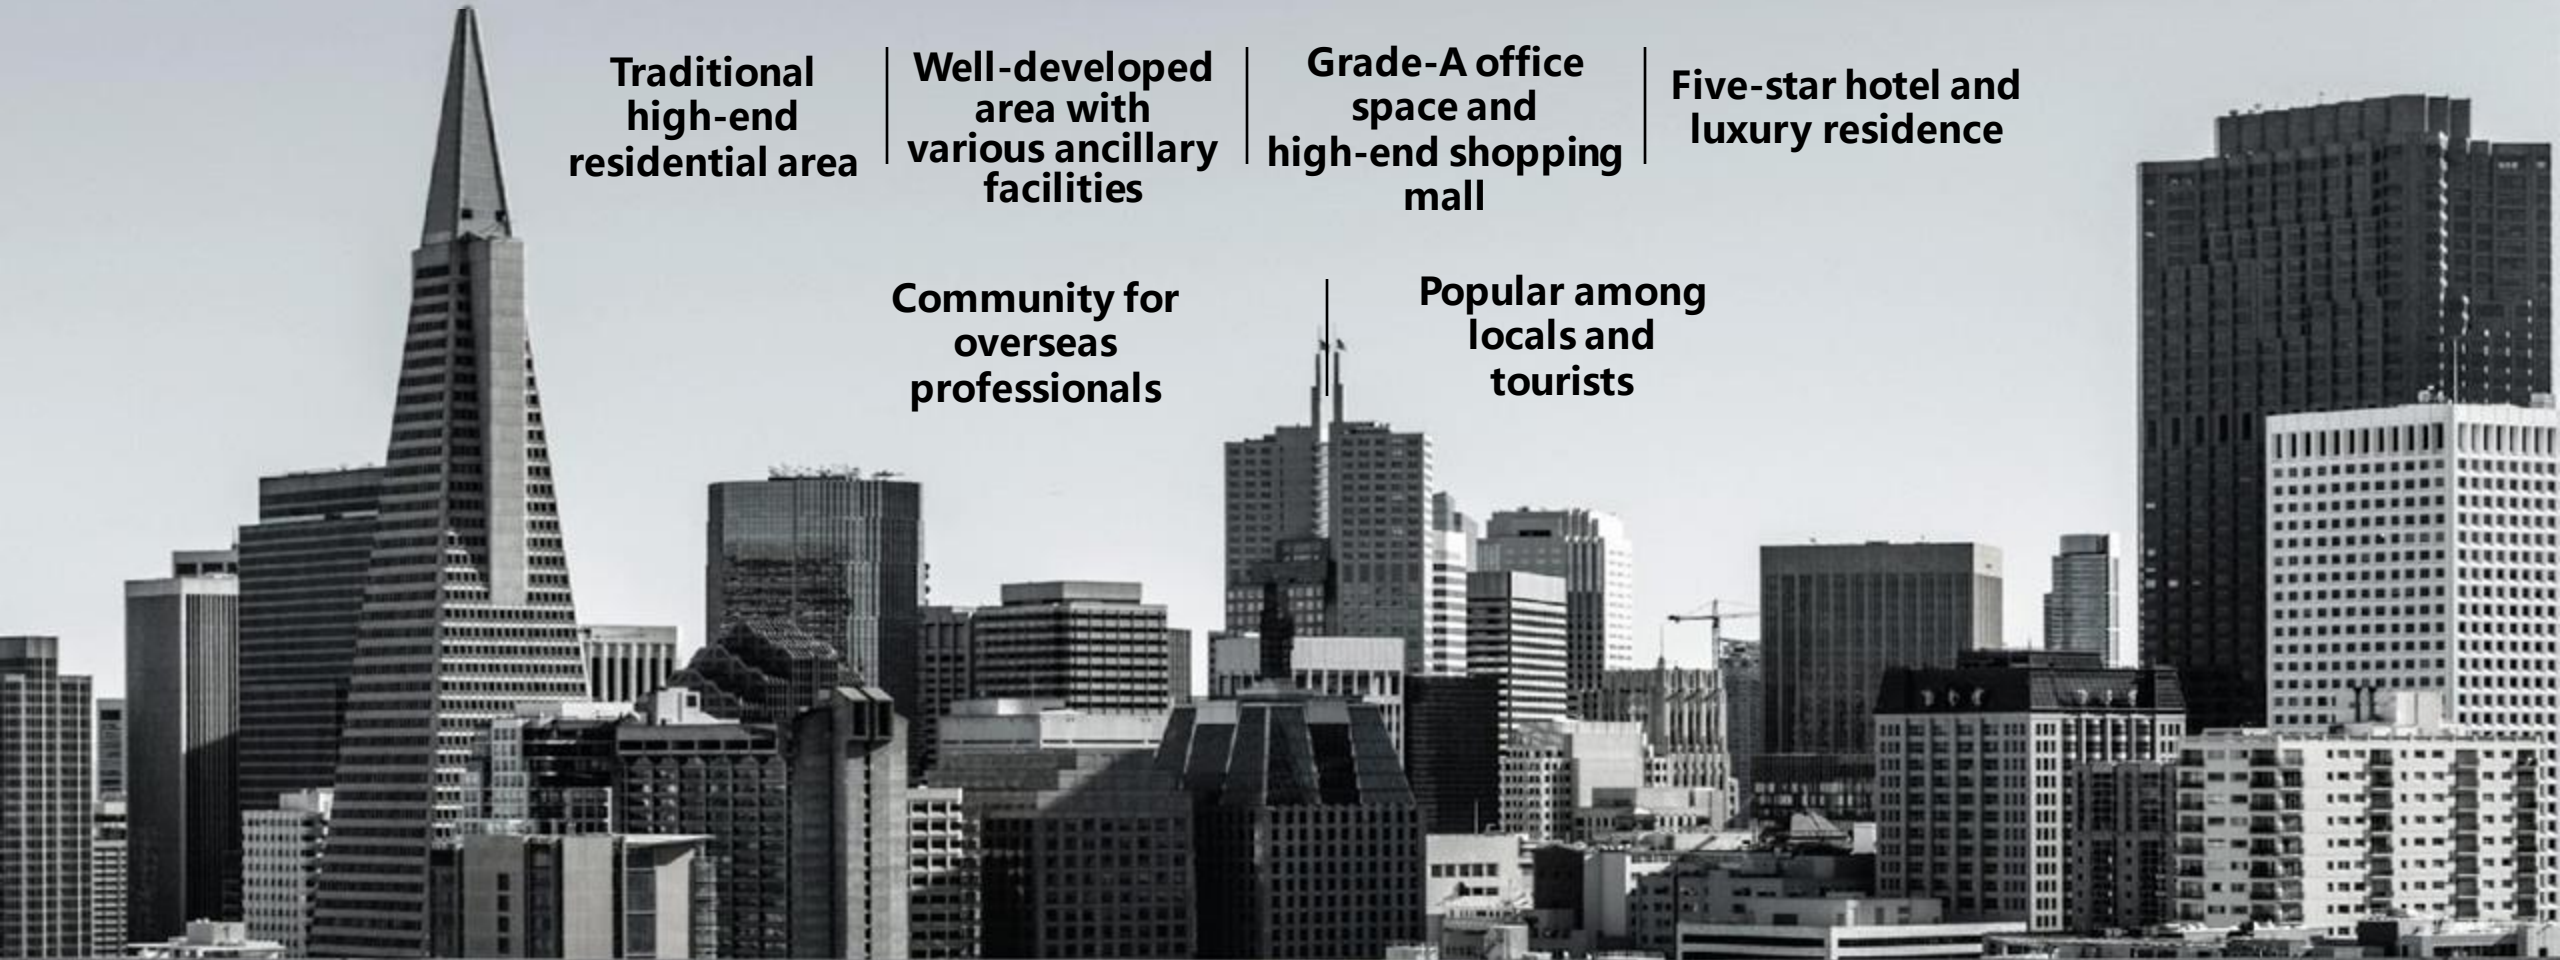 Traditional
high-end
residential area
Well-developed
area with
various ancillary
facilities
Grade-A office
space and
high-end shopping
mall
Five-star hotel and
luxury residence
Community for
overseas
professionals
Popular among
locals and
tourists